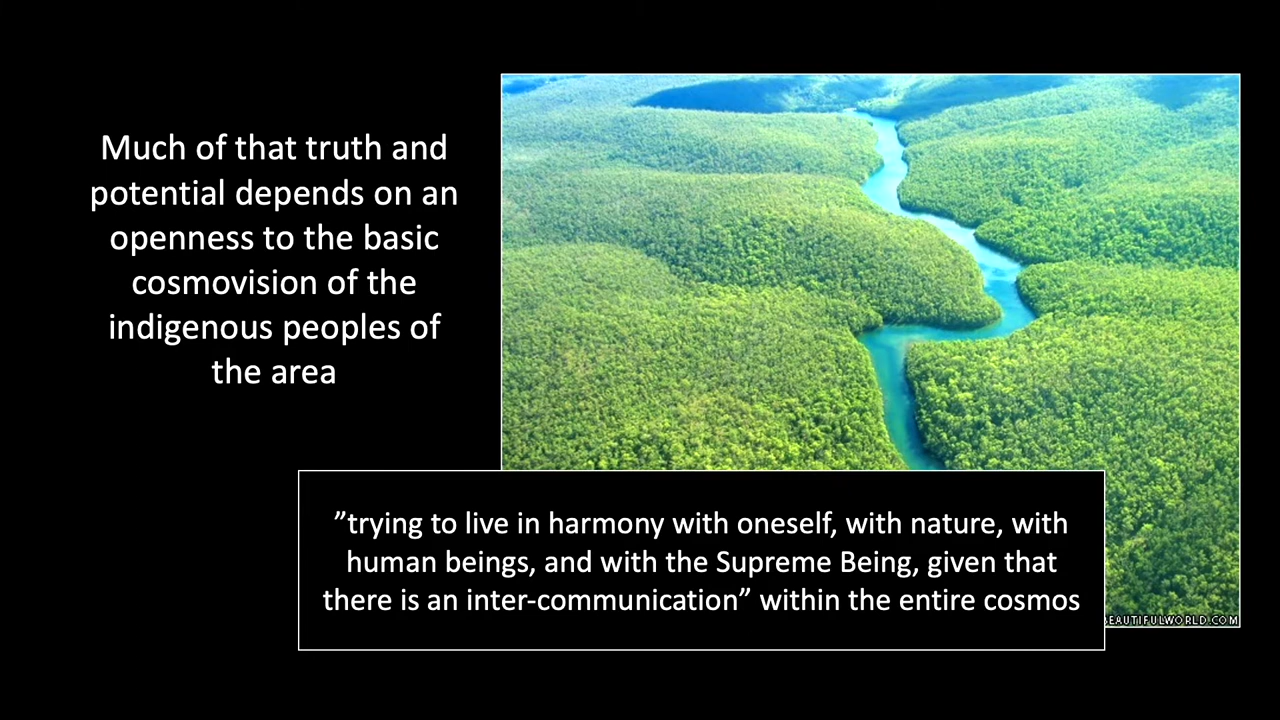 Much of that truth and
potential depends on an
openness to the basic
cosmovision of the
indigenous peoples of
the area
”trying to live in harmony with oneself, with nature, with
human beings, and with the Supreme Being, given that
there is an inter-communication” within the entire cosmos
BEAUTIFULWORLD.COM